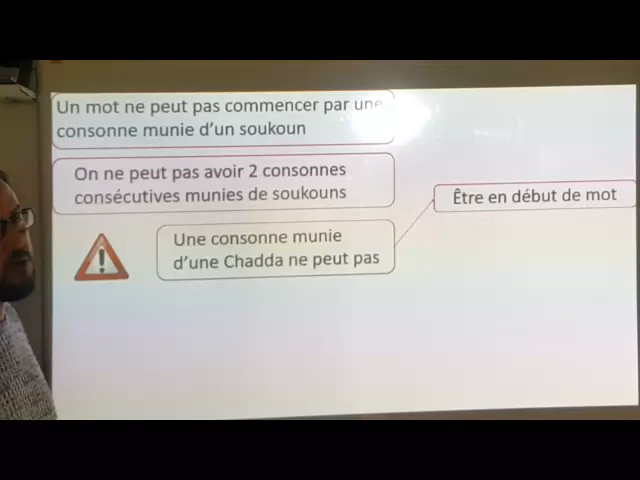 Un mot ne peut pas commencer par une
consonne munie d'un soukoun
On ne peut pas avoir 2 consonnes
consécutives munies de soukouns
Une consonne munie
d'une Chadda ne peut pas
Être en début de mot